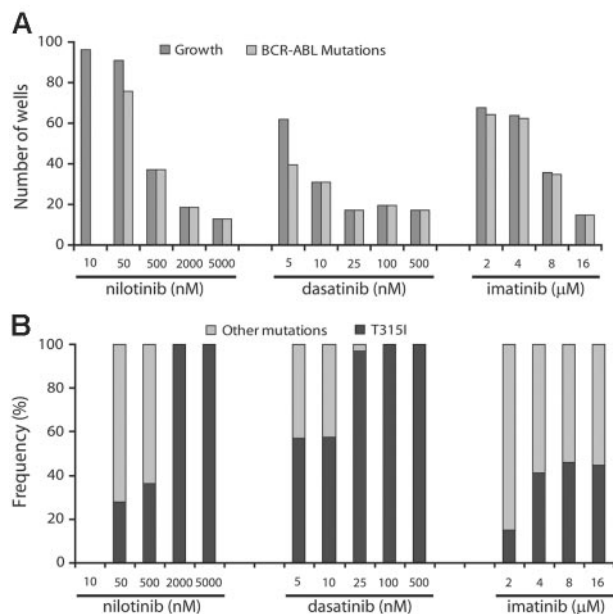 A
Growth BCR-ABL Mutations
Number of wells
100
80
60
40
20
0
10 50 500 2000 5000 5 10 25 100 500 2 4 8 16
nilotinib (nM) dasatinib (nM) imatinib (μM)
B
Other mutations T315I
Frequency (%)
100
80
60
40
20
0
10 50 500 2000 5000 5 10 25 100 500 2 4 8 16
nilotinib (nM) dasatinib (nM) imatinib (μM)